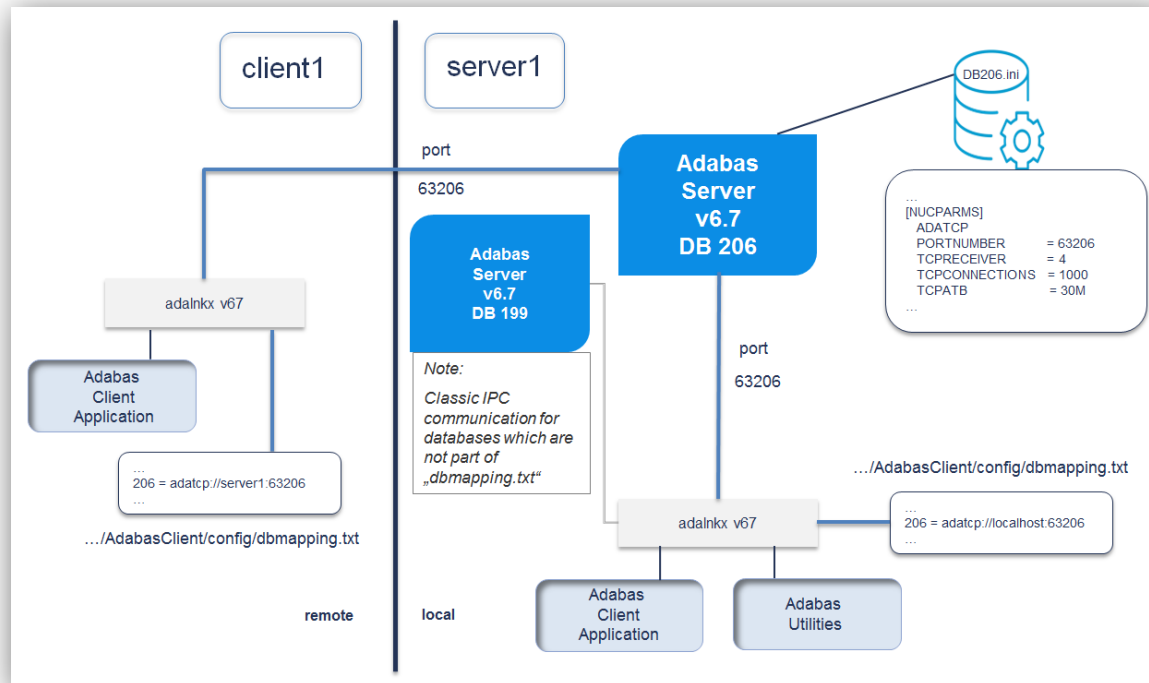 client1
server1
DB206.ini
port
63206
Adabas
Server
v6.7
DB 206
...
[NUCPARMS]
ADATCP
PORTNUMBER = 63206
TCPRECEIVER = 4
TCPCONNECTIONS = 1000
TCPATB = 30M
...
Adabas
Server
v6.7
DB 199
adalnkx v67
port
63206
Note:
Classic IPC
communication for
databases which are
not part of
„dbmapping.txt“
Adabas
Client
Application
...
206 = adatcp://server1:63206
...
…/AdabasClient/config/dbmapping.txt
…/AdabasClient/config/dbmapping.txt
...
206 = adatcp://localhost:63206
...
adalnkx v67
remote
local
Adabas
Client
Application
Adabas
Utilities